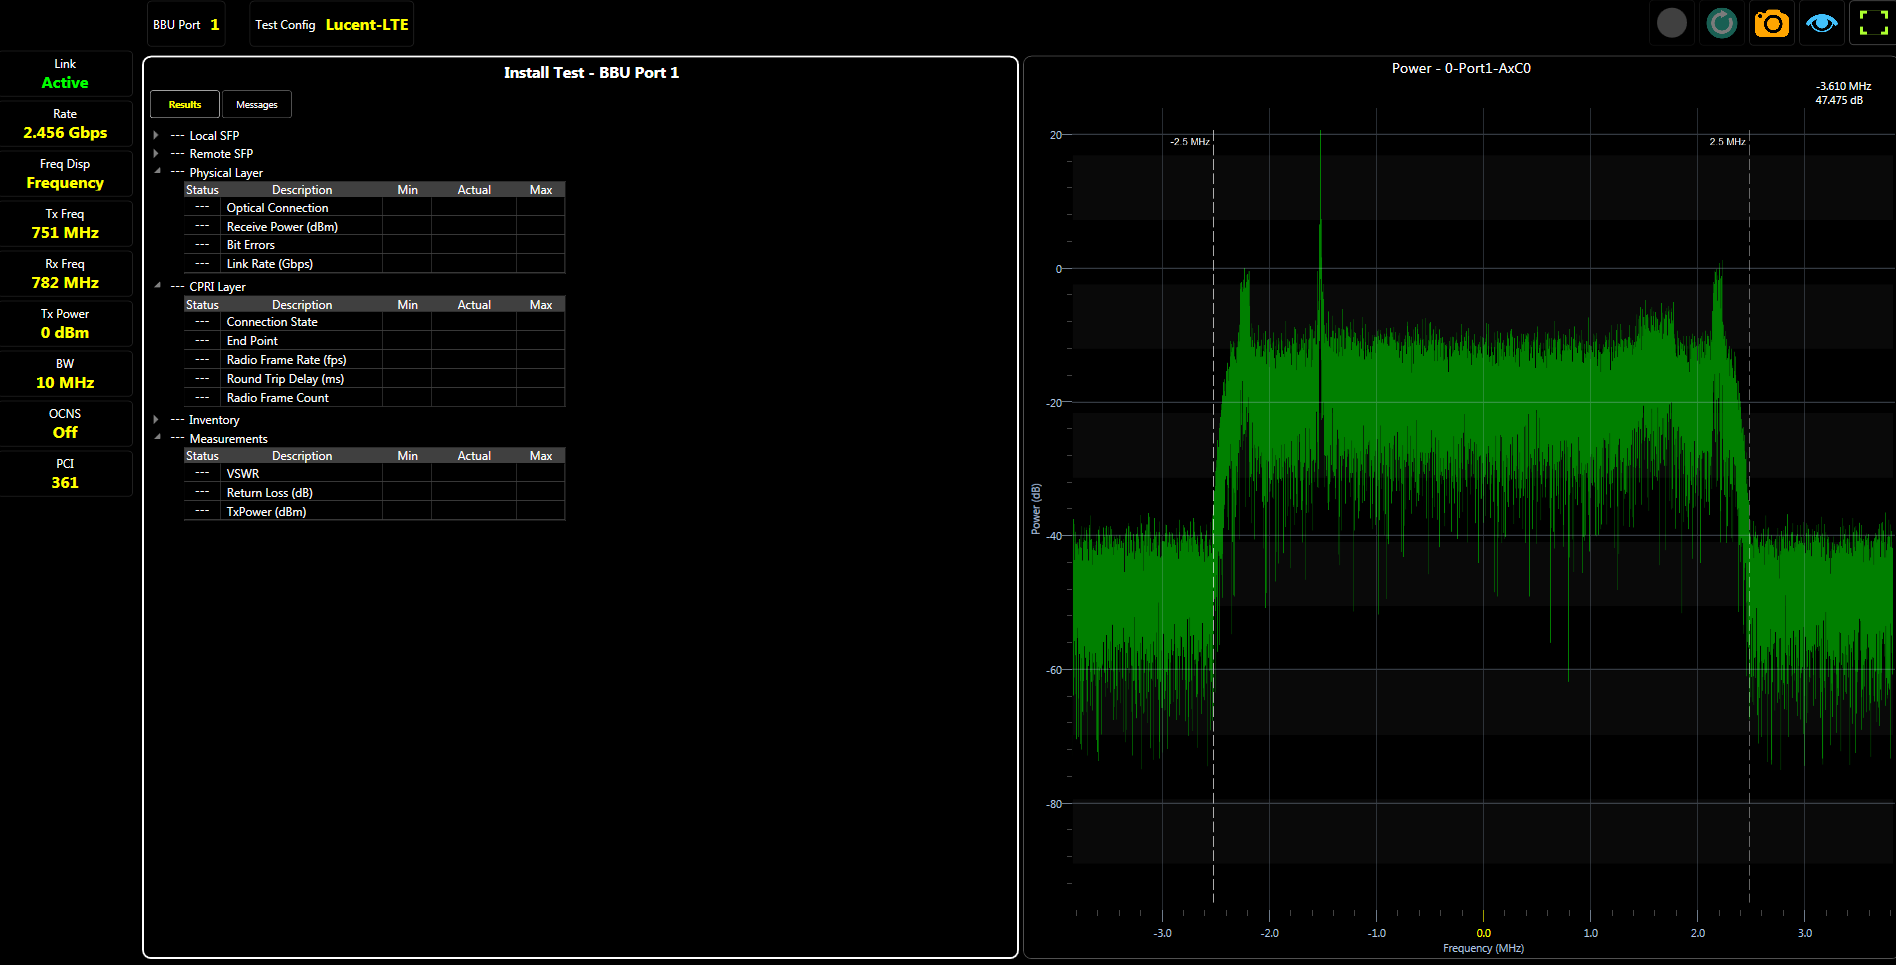 BBU Port 1
Test Config Lucent-LTE
Link
Active
Rate
2.456 Gbps
Freq Disp
Frequency
Tx Freq
751 MHz
Rx Freq
782 MHz
Tx Power
0 dBm
BW
10 MHz
OCNS
Off
PCI
361
Install Test - BBU Port 1
Results Messages
--- Local SFP
--- Remote SFP
--- Physical Layer
Status Description Min Actual Max
--- Optical Connection
--- Receive Power (dBm)
--- Bit Errors
--- Link Rate (Gbps)
--- CPRI Layer
Status Description Min Actual Max
--- Connection State
--- End Point
--- Radio Frame Rate (fps)
--- Round Trip Delay (ms)
--- Radio Frame Count
--- Inventory
--- Measurements
Status Description Min Actual Max
--- VSWR
--- Return Loss (dB)
--- TxPower (dBm)
Power - 0-Port1-AxC0
-3.610 MHz
47.475 dB
-2.5 MHz 2.5 MHz
20
0
-20
-40
-60
-80
Power (dB)
-3.0 -2.0 -1.0 0.0 1.0 2.0 3.0
Frequency (MHz)